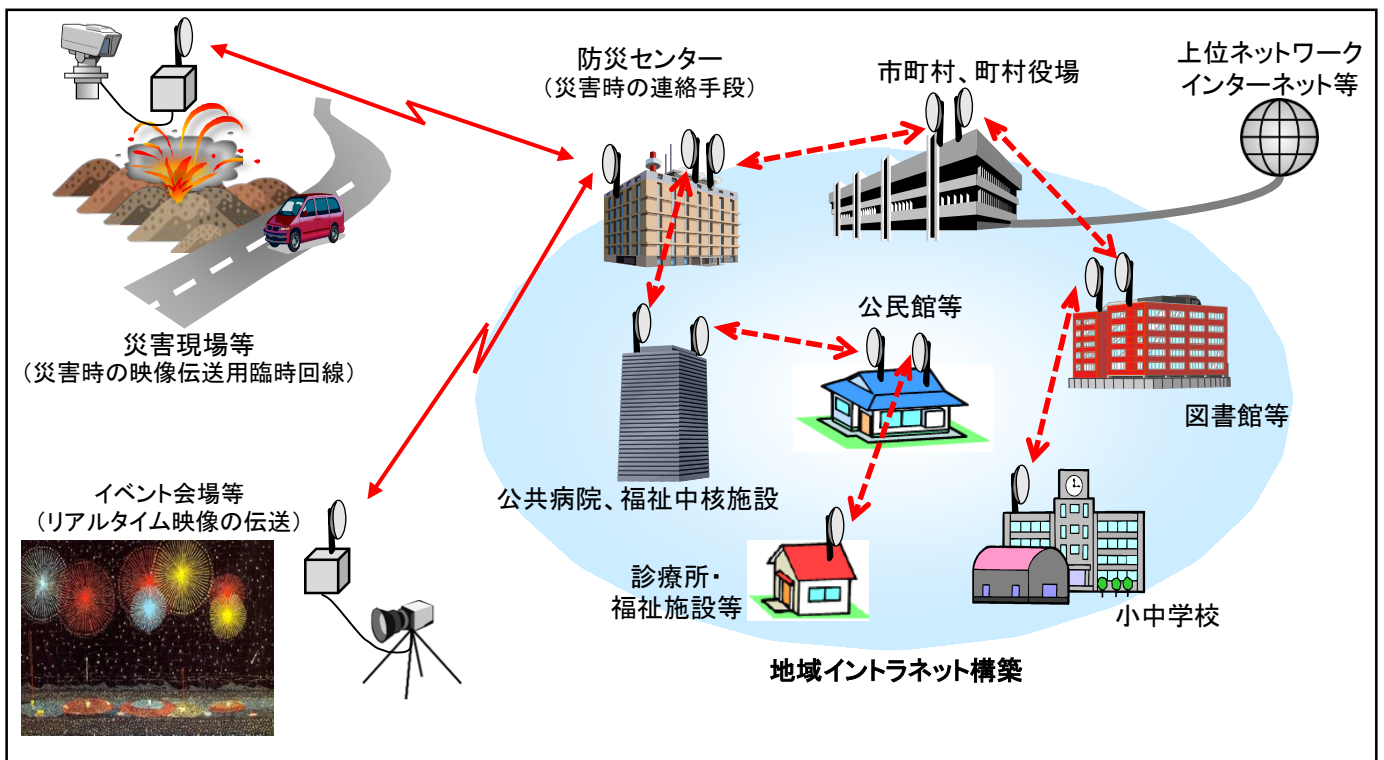 防災センター
（災害時の連絡手段）
市町村、町村役場
上位ネットワーク
インターネット等
災害現場等
（災害時の映像伝送用臨時回線）
公民館等
図書館等
公共病院、福祉中核施設
イベント会場等
（リアルタイム映像の伝送）
診療所・
福祉施設等
小中学校
地域イントラネット構築